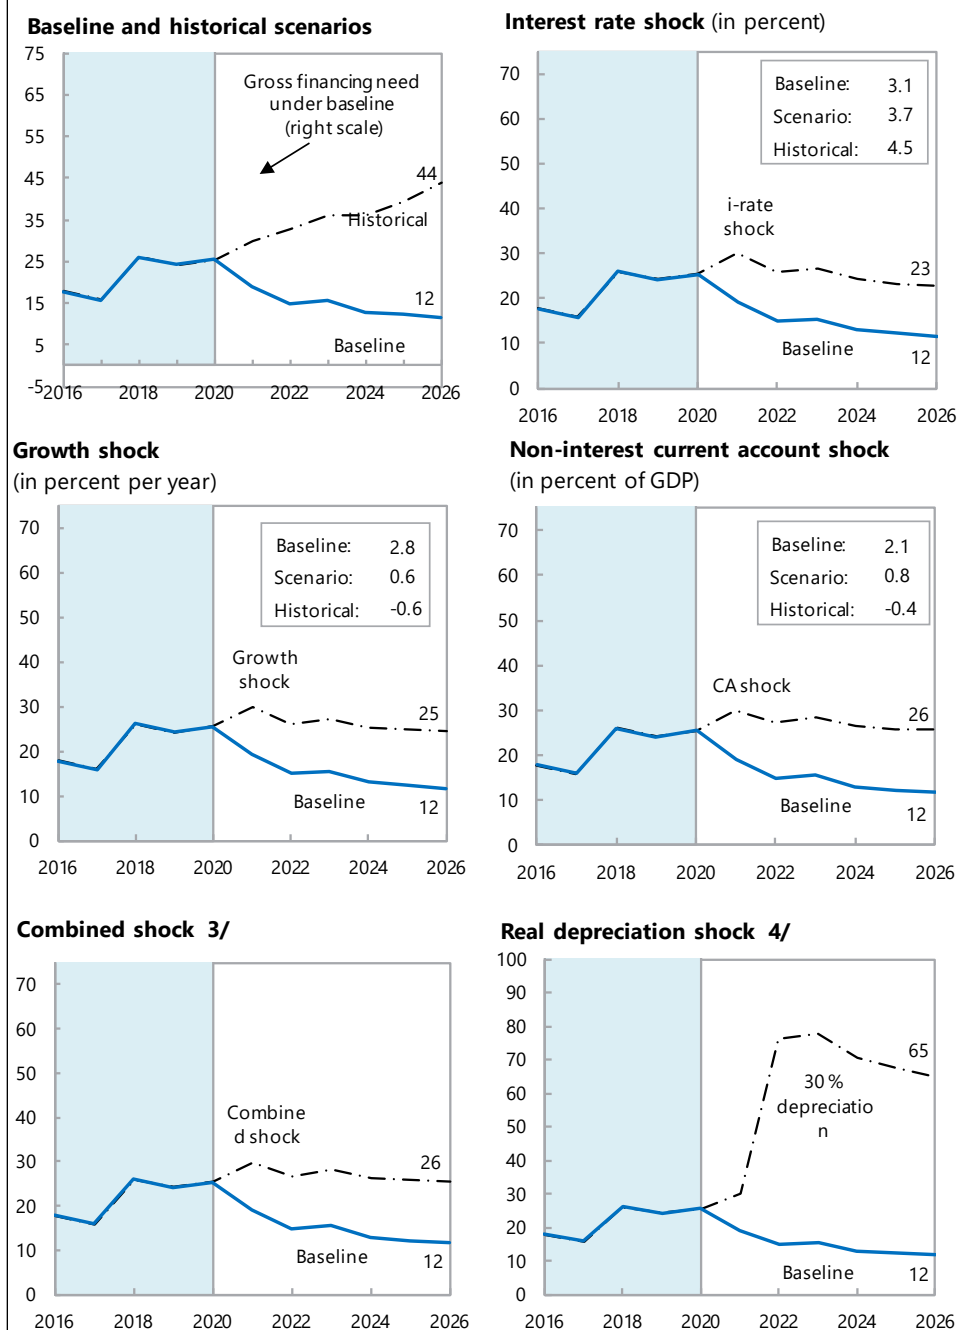 Baseline and historical scenarios
75
65
55
45
35
25
15
5
-5
Gross financing need
under baseline
(right scale)
44
Historical
12
Baseline
2016 2018 2020 2022 2024 2026
Interest rate shock (in percent)
70
60
50
40
30
20
10
0
Baseline: 3.1
Scenario: 3.7
Historical: 4.5
i-rate
shock
23
Baseline
12
2016 2018 2020 2022 2024 2026
Growth shock
(in percent per year)
70
60
50
40
30
20
10
0
Baseline: 2.8
Scenario: 0.6
Historical: -0.6
Growth
shock
25
Baseline
12
2016 2018 2020 2022 2024 2026
Non-interest current account shock
(in percent of GDP)
70
60
50
40
30
20
10
0
Baseline: 2.1
Scenario: 0.8
Historical: -0.4
CA shock
26
Baseline
12
2016 2018 2020 2022 2024 2026
Combined shock 3/
70
60
50
40
30
20
10
0
Combine
d shock
26
Baseline
12
2016 2018 2020 2022 2024 2026
Real depreciation shock 4/
100
90
80
70
60
50
40
30
20
10
0
65
30 %
depreciatio
n
Baseline
12
2016 2018 2020 2022 2024 2026